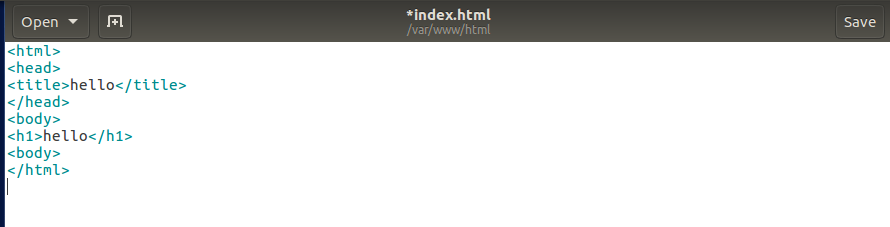 Open
*index.html
/var/www/html
Save
<html>
<head>
<title>hello</title>
</head>
<body>
<h1>hello</h1>
<body>
</html>